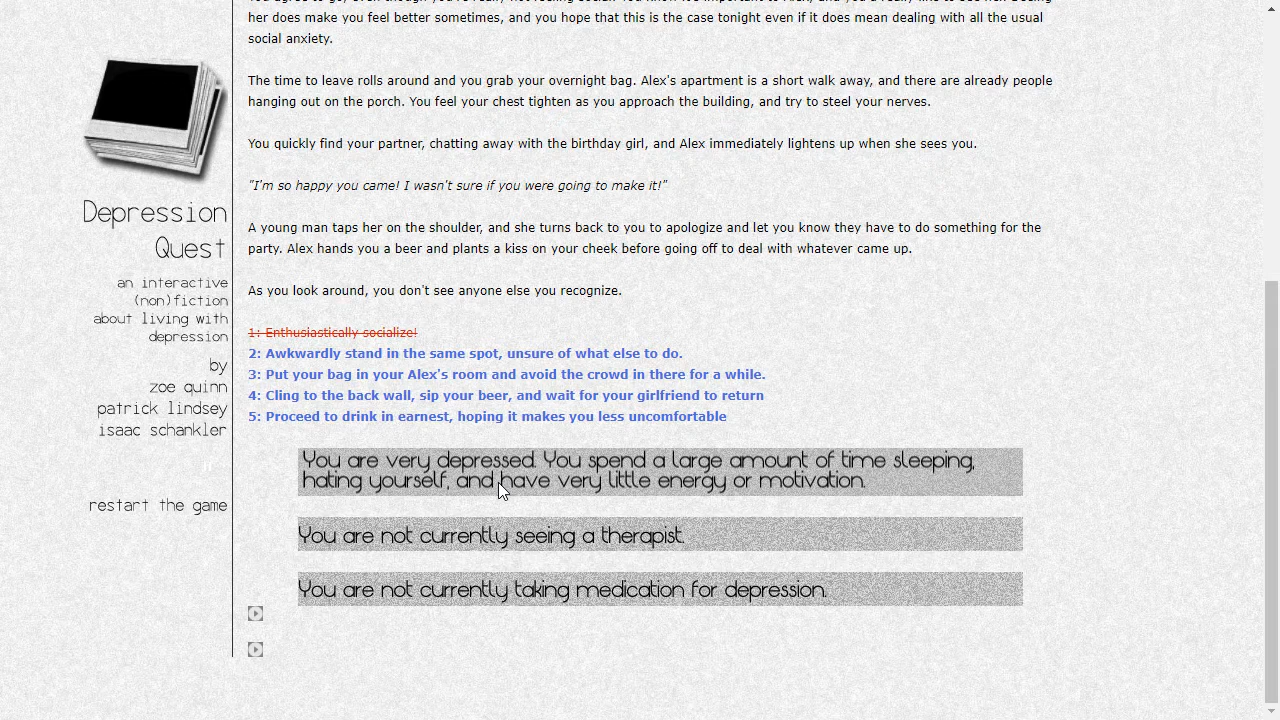 her does make you feel better sometimes, and you hope that this is the case tonight even if it does mean dealing with all the usual
social anxiety.
The time to leave rolls around and you grab your overnight bag. Alex's apartment is a short walk away, and there are already people
hanging out on the porch. You feel your chest tighten as you approach the building, and try to steel your nerves.
You quickly find your partner, chatting away with the birthday girl, and Alex immediately lightens up when she sees you.
"I'm so happy you came! I wasn't sure if you were going to make it!"
A young man taps her on the shoulder, and she turns back to you to apologize and let you know they have to do something for the
party. Alex hands you a beer and plants a kiss on your cheek before going off to deal with whatever came up.
As you look around, you don't see anyone else you recognize.
1: Enthusiastically socialize!
2: Awkwardly stand in the same spot, unsure of what else to do.
3: Put your bag in your Alex's room and avoid the crowd in there for a while.
4: Cling to the back wall, sip your beer, and wait for your girlfriend to return
5: Proceed to drink in earnest, hoping it makes you less uncomfortable
You are very depressed. You spend a large amount of time sleeping,
hating yourself, and have very little energy or motivation.
You are not currently seeing a therapist.
You are not currently taking medication for depression.
Depression
Quest
an interactive
(non)fiction
about living with
depression
by
zoe quinn
patrick lindsey
isaac schankler
restart the game